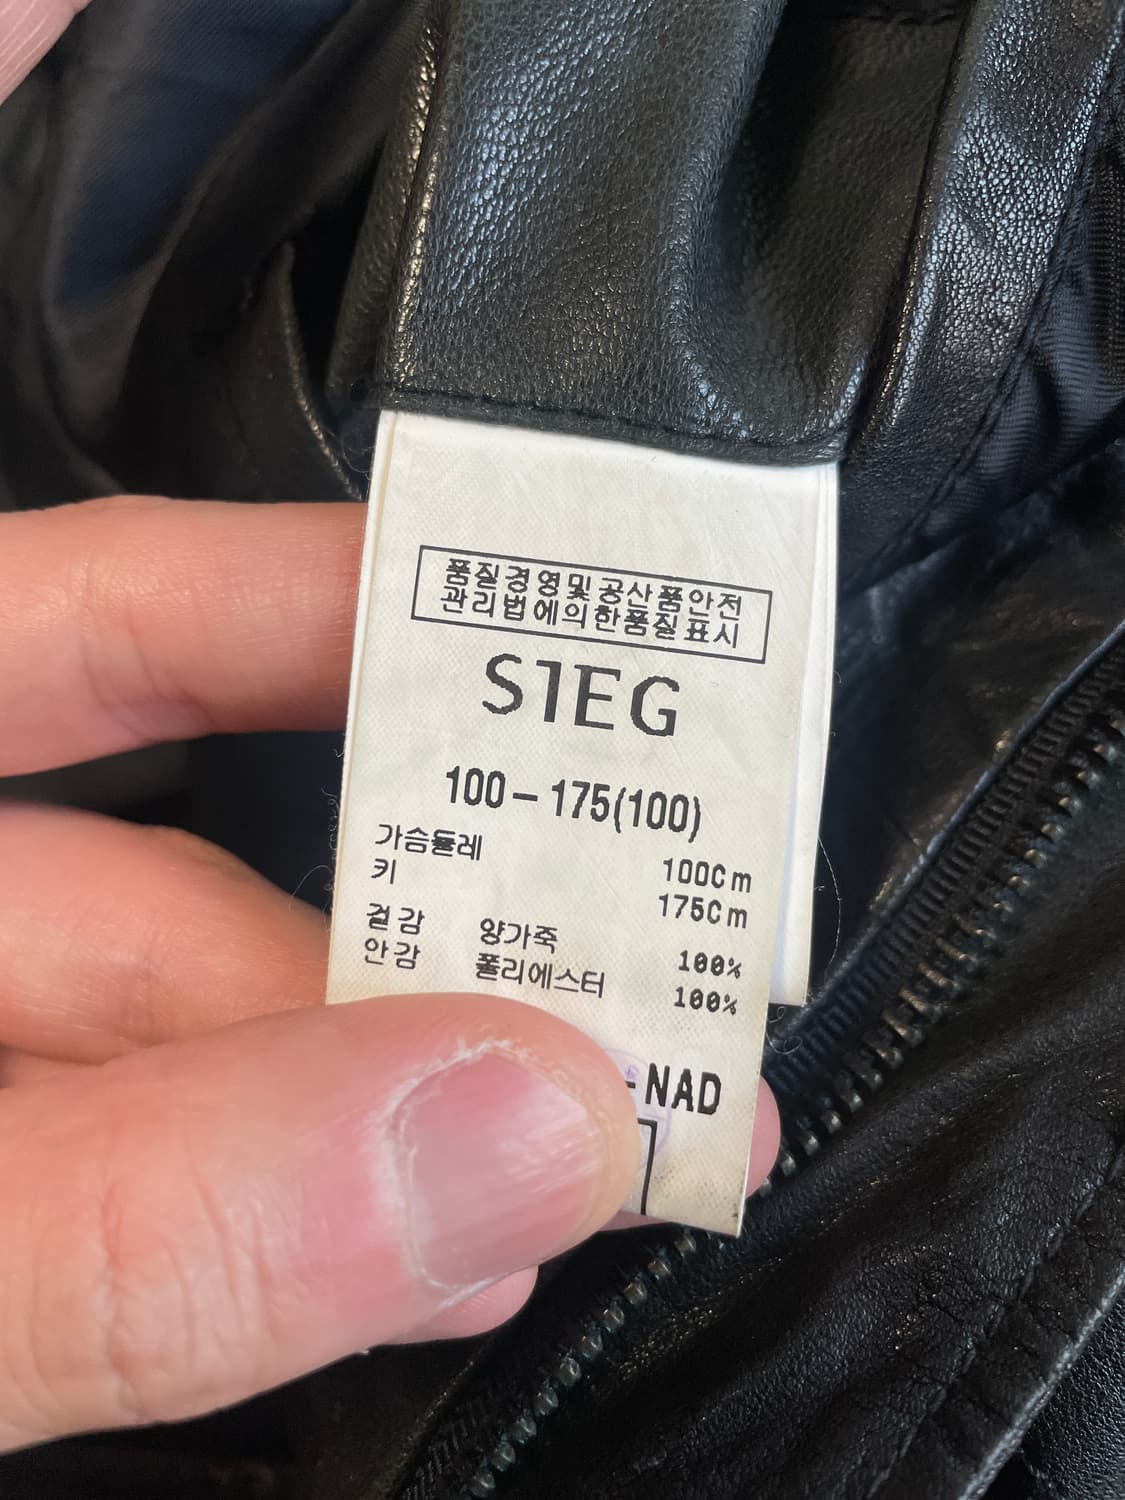 품질경영및공산품안전
관리법에의한품질표시
SIEG
100-175(100)
가슴둘레 100Cm
키 175Cm
겉감 양가죽 100%
안감 폴리에스터 100%
-NAD